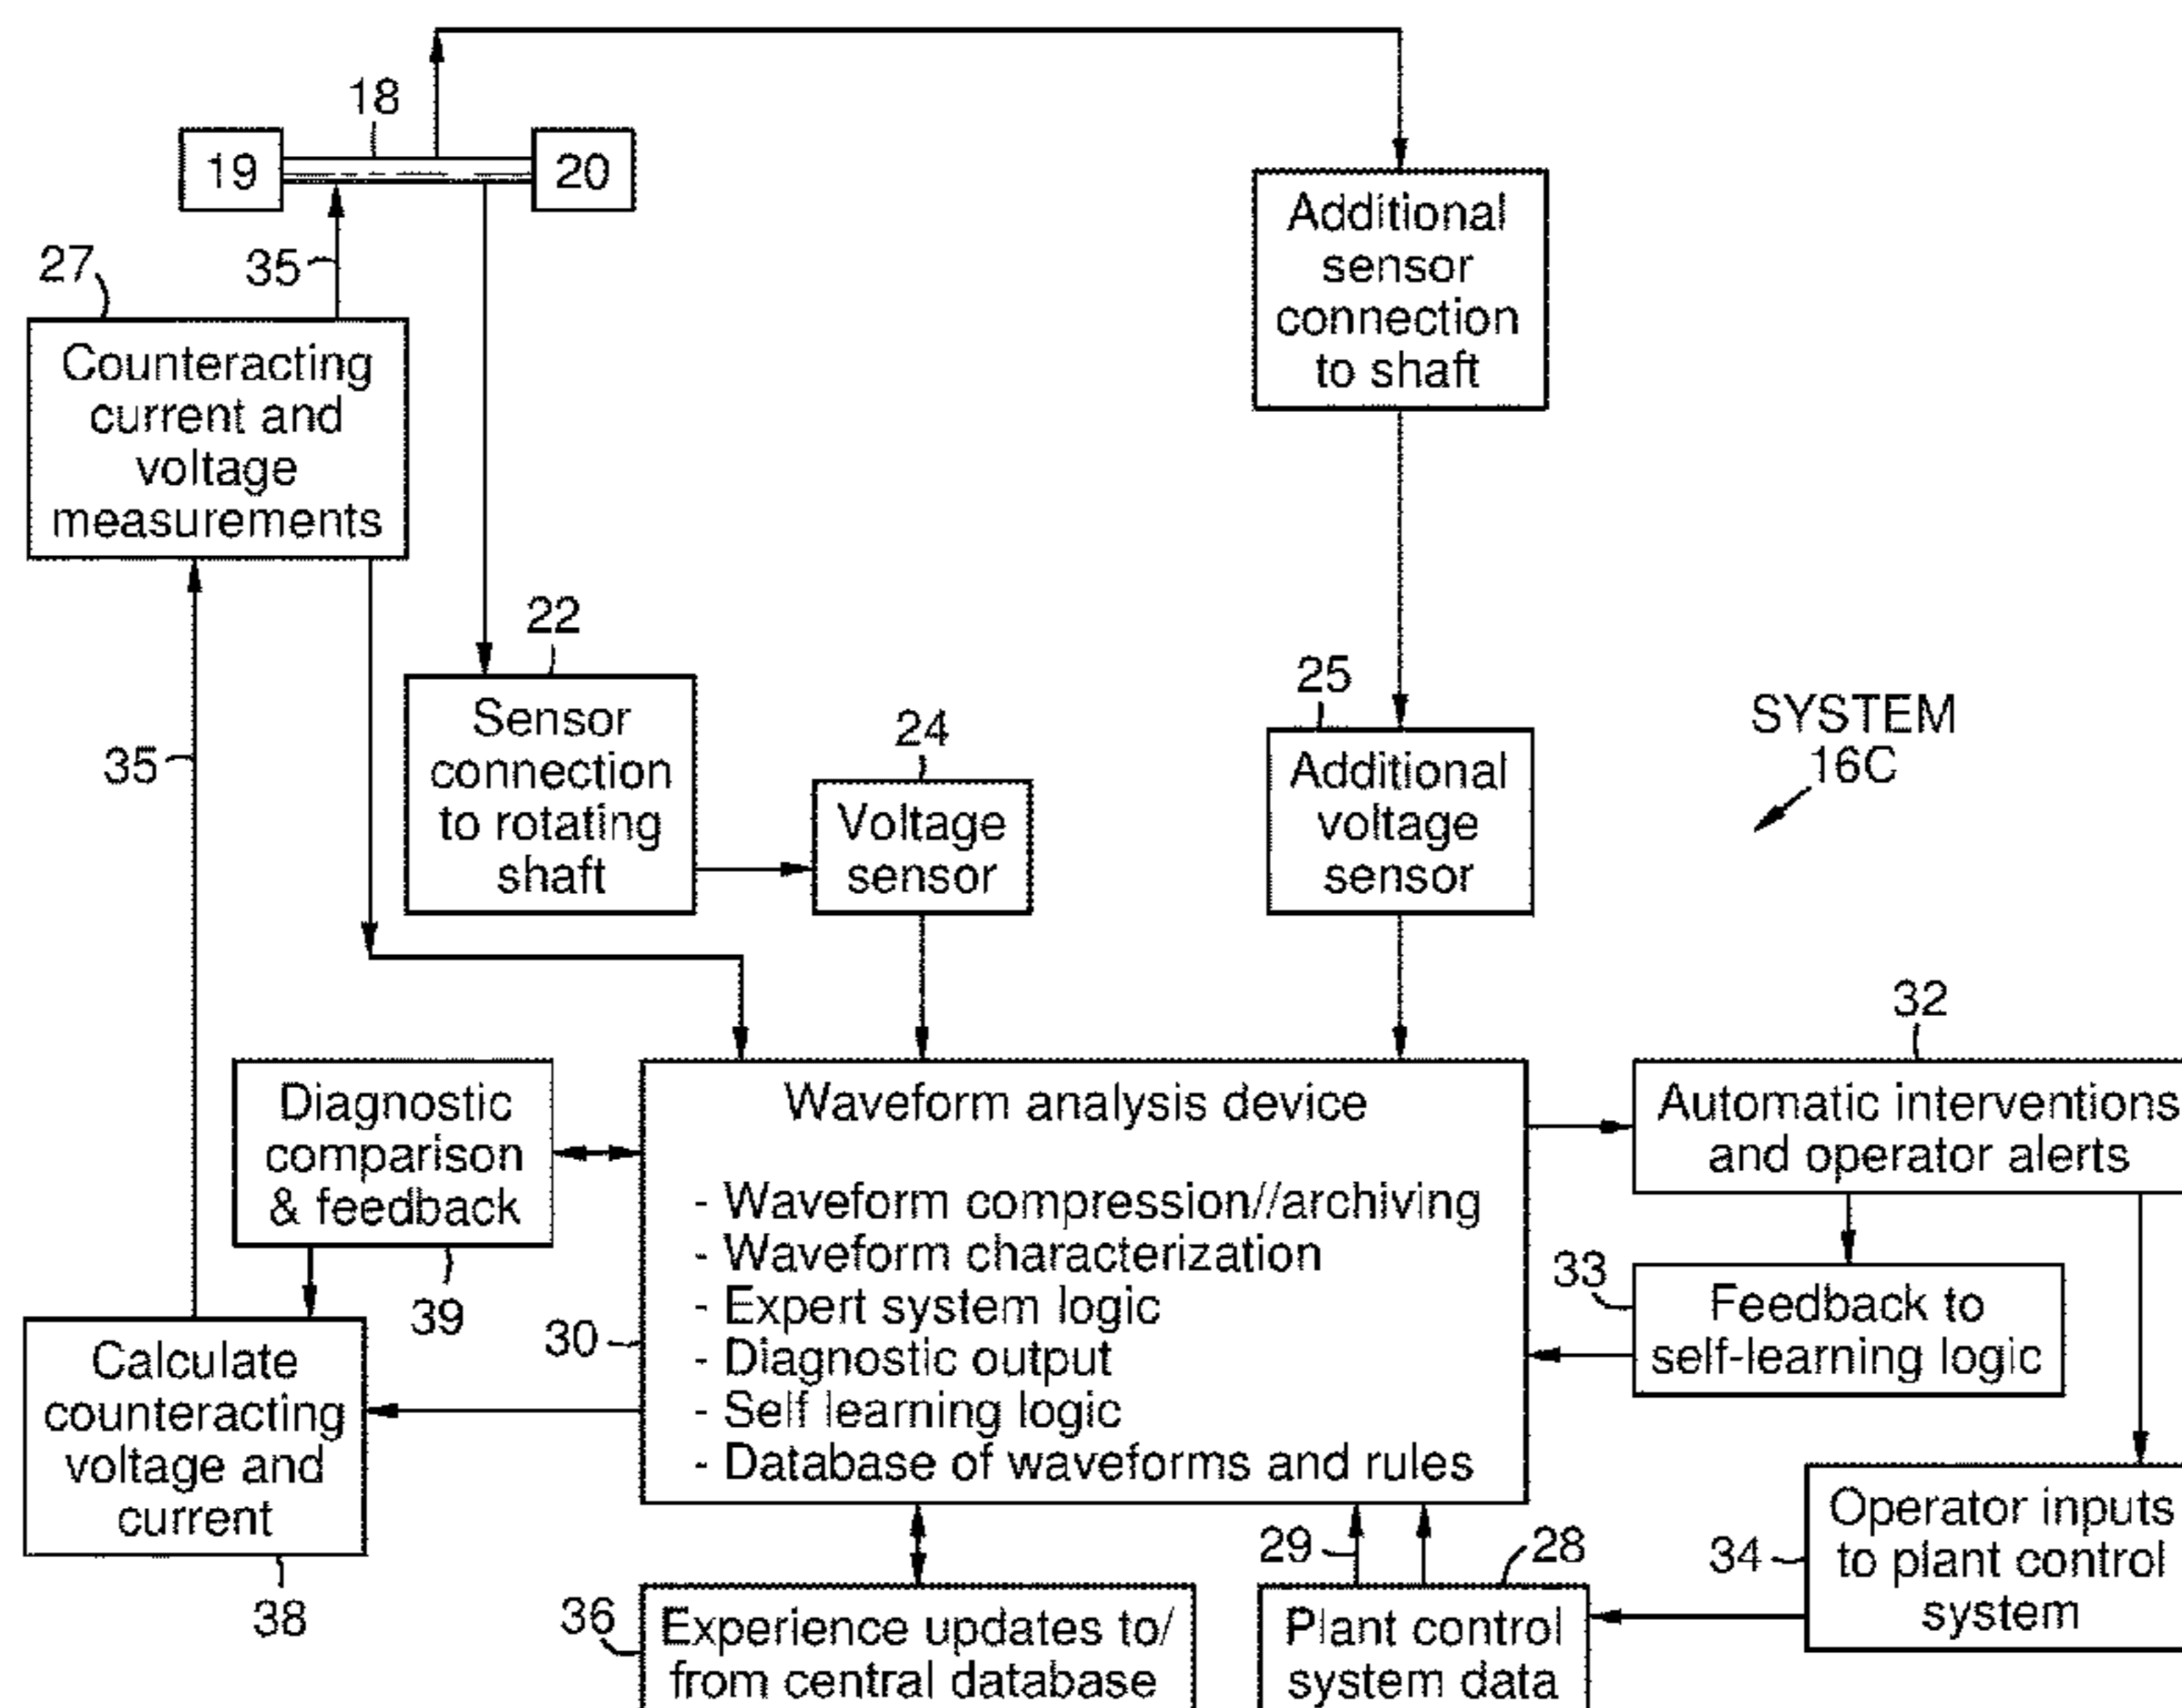 18
19
20
35
27
Counteracting
current and
voltage
measurements
Additional
sensor
connection
to shaft
22
Sensor
connection
to rotating
shaft
24
Voltage
sensor
25
Additional
voltage
sensor
SYSTEM
16C
35
32
Automatic interventions
and operator alerts
Diagnostic
comparison
& feedback
39
Waveform analysis device
- Waveform compression//archiving
- Waveform characterization
- Expert system logic
- Diagnostic output
- Self learning logic
- Database of waveforms and rules
30
33
Feedback to
self-learning logic
Calculate
counteracting
voltage and
current
38
29
28
34
Operator inputs
to plant control
system
36
Experience updates to/
from central database
Plant control
system data